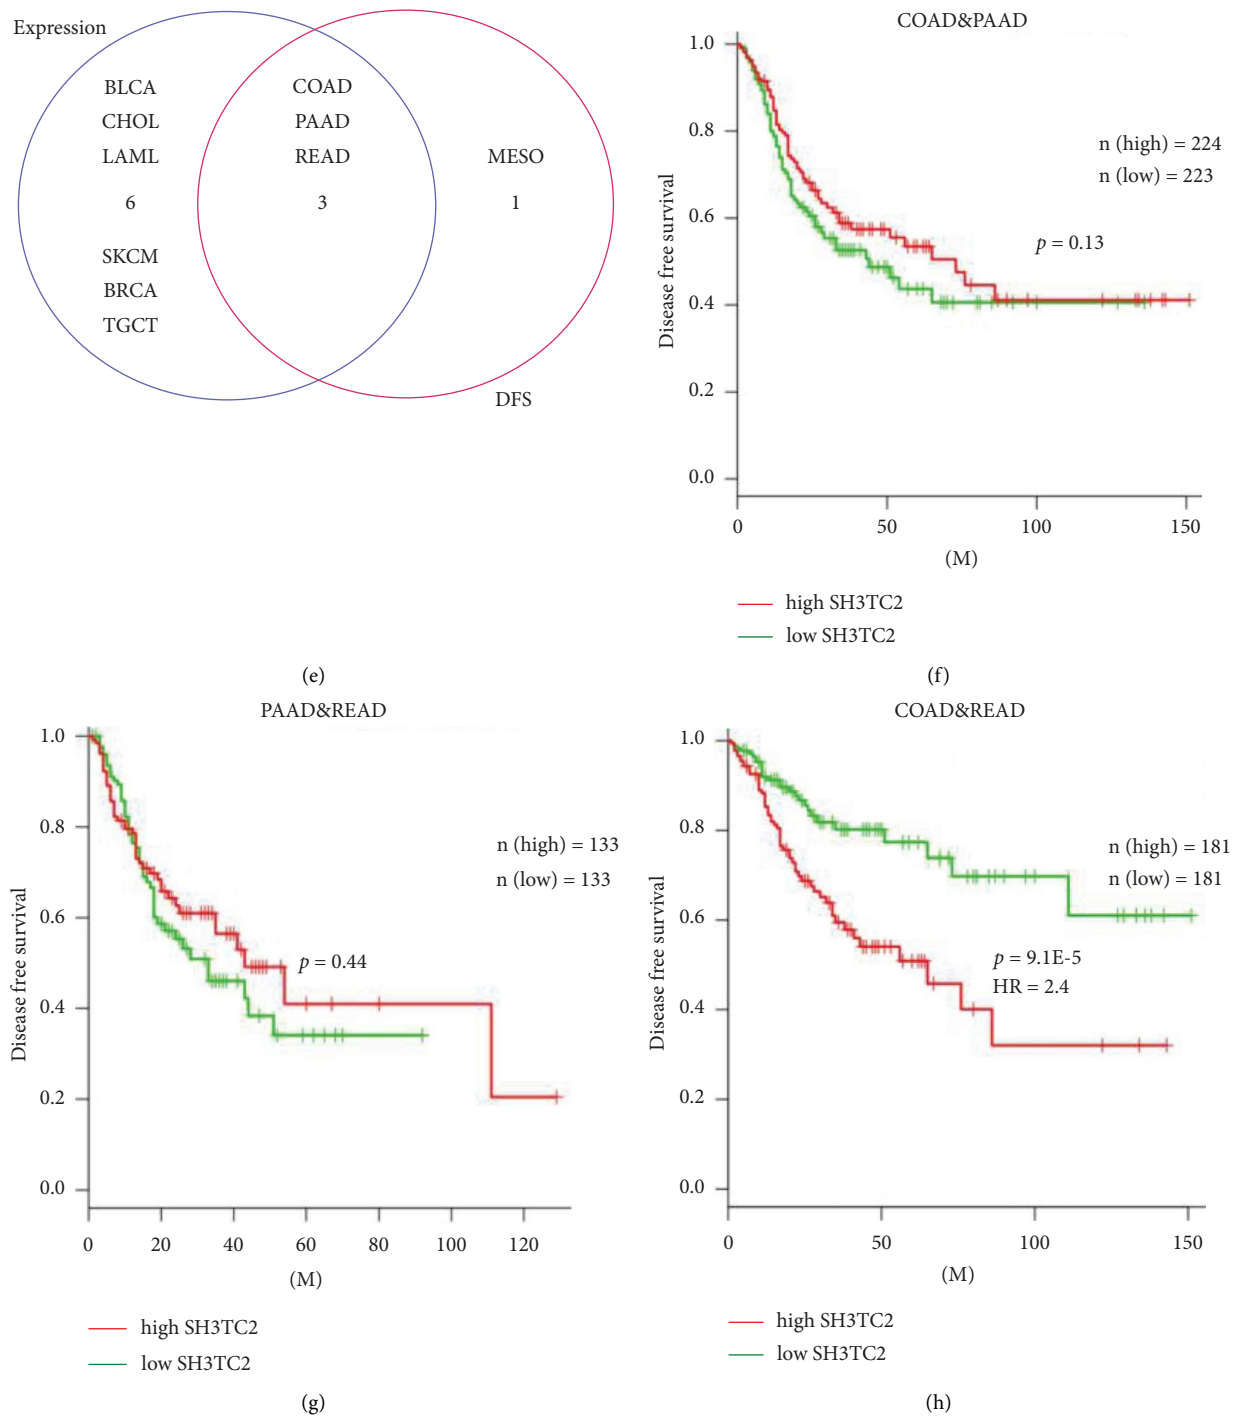 Expression
BLCA
CHOL
LAML
6
SKCM
BRCA
TGCT
COAD
PAAD
READ
3
MESO
1
DFS
(e)
COAD&PAAD
Disease free survival
1.0
0.8
0.6
0.4
0.2
0.0
n (high) = 224
n (low) = 223
p = 0.13
0 50 100 150
(M)
high SH3TC2
low SH3TC2
(f)
PAAD&READ
Disease free survival
1.0
0.8
0.6
0.4
0.2
0.0
n (high) = 133
n (low) = 133
p = 0.44
0 20 40 60 80 100 120
(M)
high SH3TC2
low SH3TC2
(g)
COAD&READ
Disease free survival
1.0
0.8
0.6
0.4
0.2
0.0
n (high) = 181
n (low) = 181
p = 9.1E-5
HR = 2.4
0 50 100 150
(M)
high SH3TC2
low SH3TC2
(h)